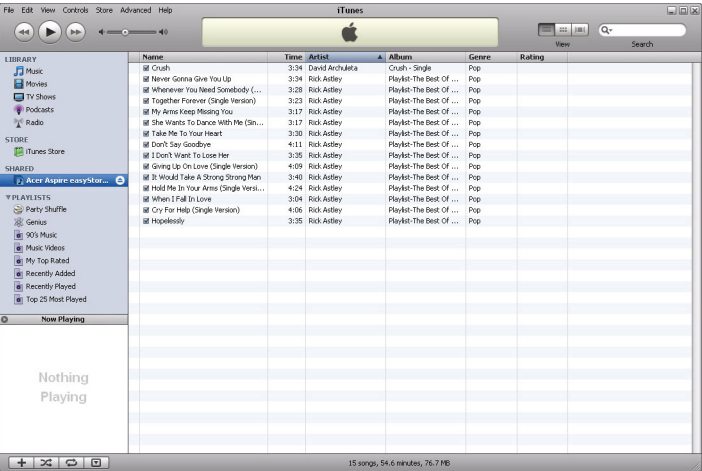 File Edit View Controls Store Advanced Help
iTunes
View
Search
LIBRARY
Music
Movies
TV Shows
Podcasts
Radio
STORE
iTunes Store
SHARED
Acer Aspire easyStor...
PLAYLISTS
Party Shuffle
Genius
90's Music
Music Videos
My Top Rated
Recently Added
Recently Played
Top 25 Most Played
Now Playing
Nothing
Playing
Name Time Artist Album Genre Rating
Crush 3:34 David Archuleta Crush - Single Pop
Never Gonna Give You Up 3:34 Rick Astley Playlist-The Best Of ... Pop
Whenever You Need Somebody (... 3:28 Rick Astley Playlist-The Best Of ... Pop
Together Forever (Single Version) 3:23 Rick Astley Playlist-The Best Of ... Pop
My Arms Keep Missing You 3:17 Rick Astley Playlist-The Best Of ... Pop
She Wants To Dance With Me (Sin... 3:17 Rick Astley Playlist-The Best Of ... Pop
Take Me To Your Heart 3:30 Rick Astley Playlist-The Best Of ... Pop
Don't Say Goodbye 4:11 Rick Astley Playlist-The Best Of ... Pop
I Don't Want To Lose Her 3:35 Rick Astley Playlist-The Best Of ... Pop
Giving Up On Love (Single Version) 4:09 Rick Astley Playlist-The Best Of ... Pop
It Would Take A Strong Strong Man 3:40 Rick Astley Playlist-The Best Of ... Pop
Hold Me In Your Arms (Single Versi... 4:24 Rick Astley Playlist-The Best Of ... Pop
When I Fall In Love 3:04 Rick Astley Playlist-The Best Of ... Pop
Cry For Help (Single Version) 4:06 Rick Astley Playlist-The Best Of ... Pop
Hopelessly 3:35 Rick Astley Playlist-The Best Of ... Pop
15 songs, 54.6 minutes, 76.7 MB